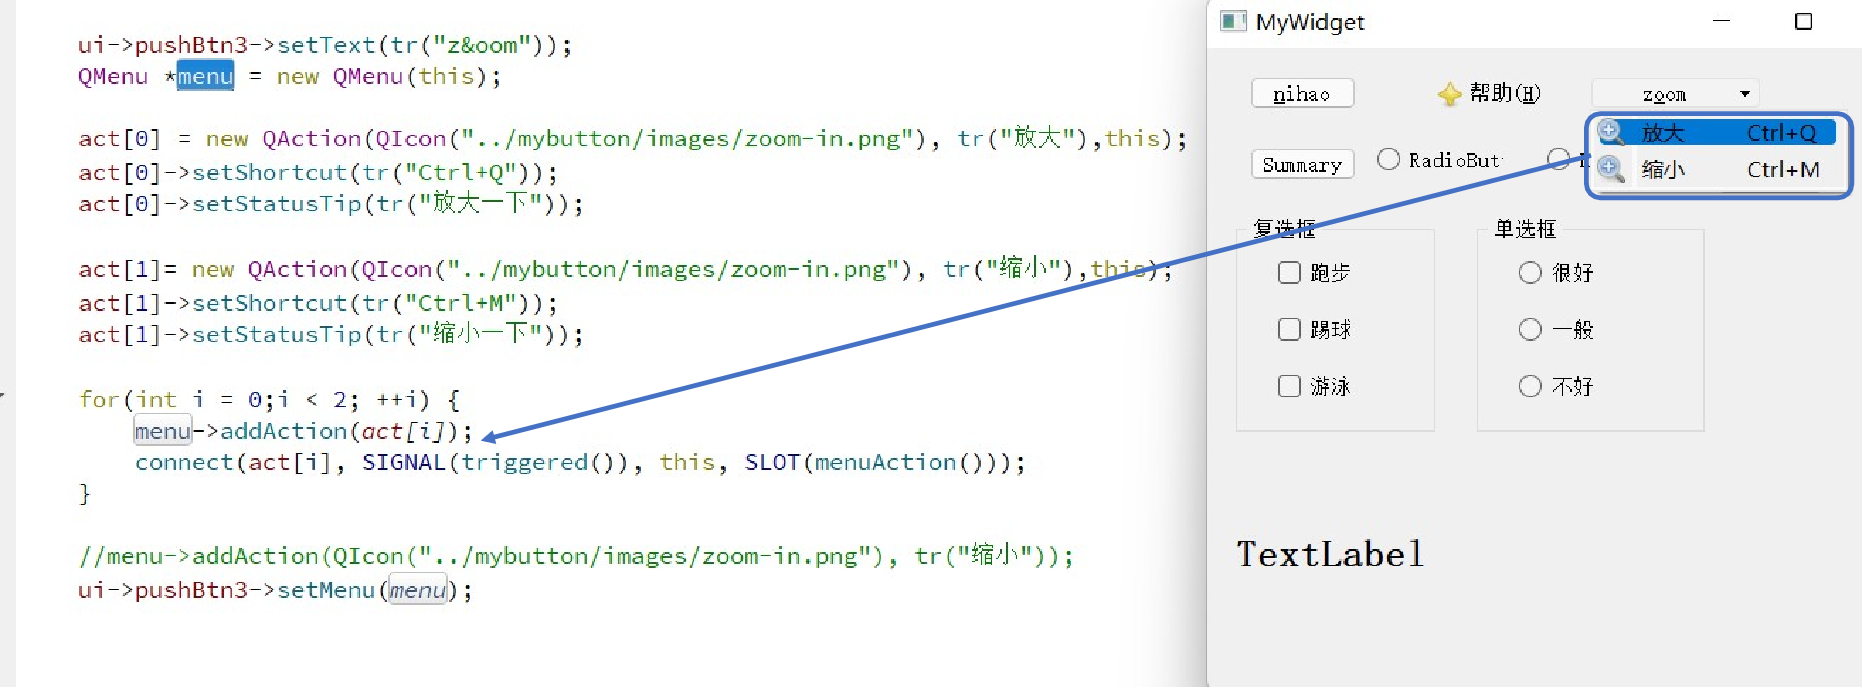 ui->pushBtn3->setText(tr("z&oom"));
QMenu *menu = new QMenu(this);
act[0] = new QAction(QIcon("../mybutton/images/zoom-in.png"), tr("放大"),this);
act[0]->setShortcut(tr("Ctrl+Q"));
act[0]->setStatusTip(tr("放大一下"));
act[1]= new QAction(QIcon("../mybutton/images/zoom-in.png"), tr("缩小"),this);
act[1]->setShortcut(tr("Ctrl+M"));
act[1]->setStatusTip(tr("缩小一下"));
for(int i = 0;i < 2; ++i) {
menu->addAction(act[i]);
connect(act[i], SIGNAL(triggered()), this, SLOT(menuAction()));
}
//menu->addAction(QIcon("../mybutton/images/zoom-in.png"), tr("缩小"));
ui->pushBtn3->setMenu(menu);
MyWidget
nihao 帮助(H) zoom
放大 Ctrl+Q
Summary RadioBut
缩小 Ctrl+M
复选框 单选框
跑步 很好
踢球 一般
游泳 不好
TextLabel